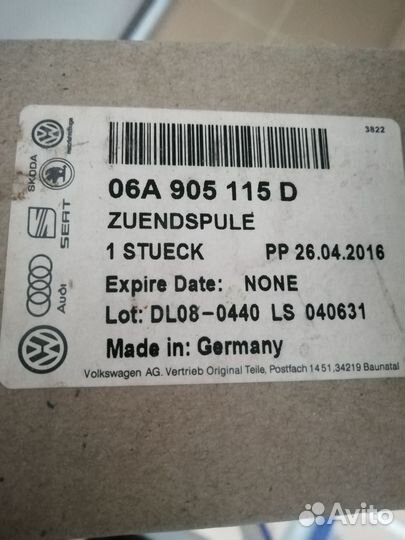 3822
06A 905 115 D
ZUENDSPULE
1 STUECK PP 26.04.2016
Expire Date: NONE
Lot: DL08-0440 LS 040631
Made in: Germany
Volkswagen AG. Vertrieb Original Teile, Postfach 1451,34219 Baunatal
SKODA
SEAT
Audi
Avito